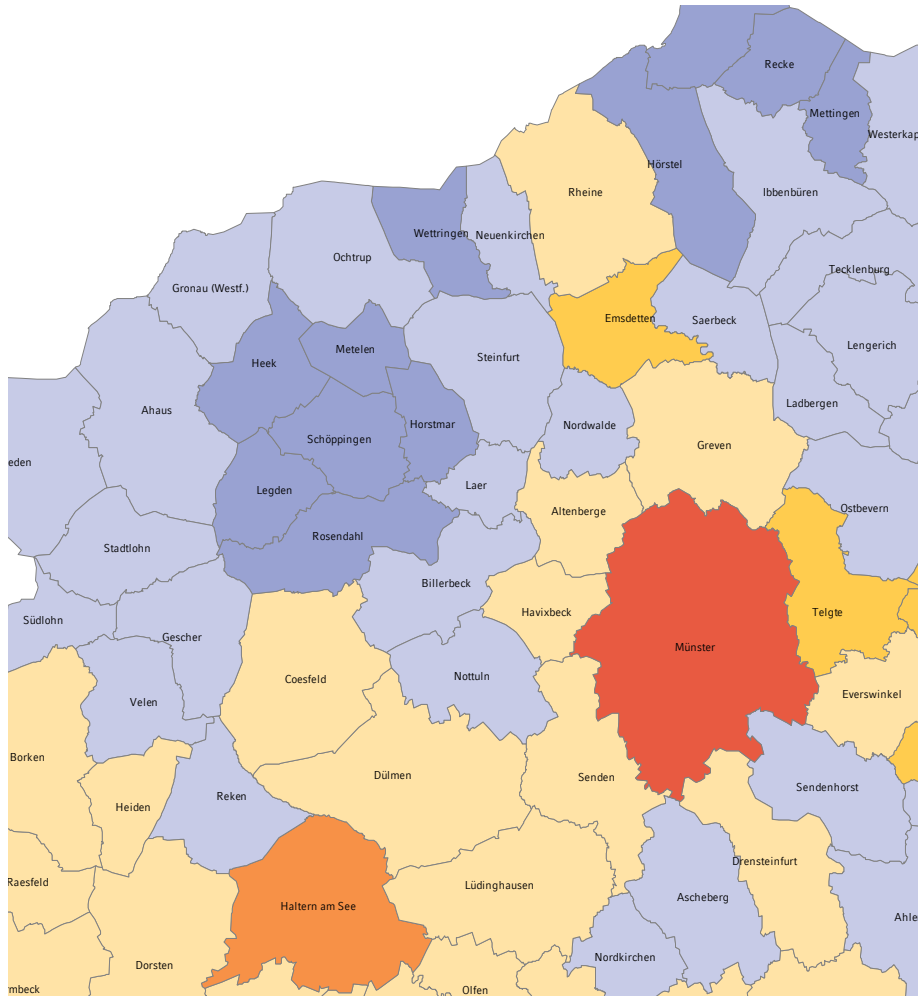 Recke
Mettingen
Westerkap
Hörstel
Rheine
Ibbenbüren
Wettringen
Neuenkirchen
Ochtrup
Tecklenburg
Gronau (Westf.)
Emsdetten
Saerbeck
Lengerich
Metelen
Steinfurt
Heek
Ladbergen
Ahaus
Horstmar
Nordwalde
Schöppingen
Greven
eden
Laer
Legden
Ostbevern
Altenberge
Rosendahl
Stadtlohn
Billerbeck
Havixbeck
Telgte
Südlohn
Gescher
Münster
Nottuln
Coesfeld
Everswinkel
Velen
Borken
Dülmen
Senden
Sendenhorst
Reken
Heiden
Drensteinfurt
Raesfeld
Lüdinghausen
Ascheberg
Haltern am See
Ahle
Nordkirchen
Dorsten
rmbeck
Olfen